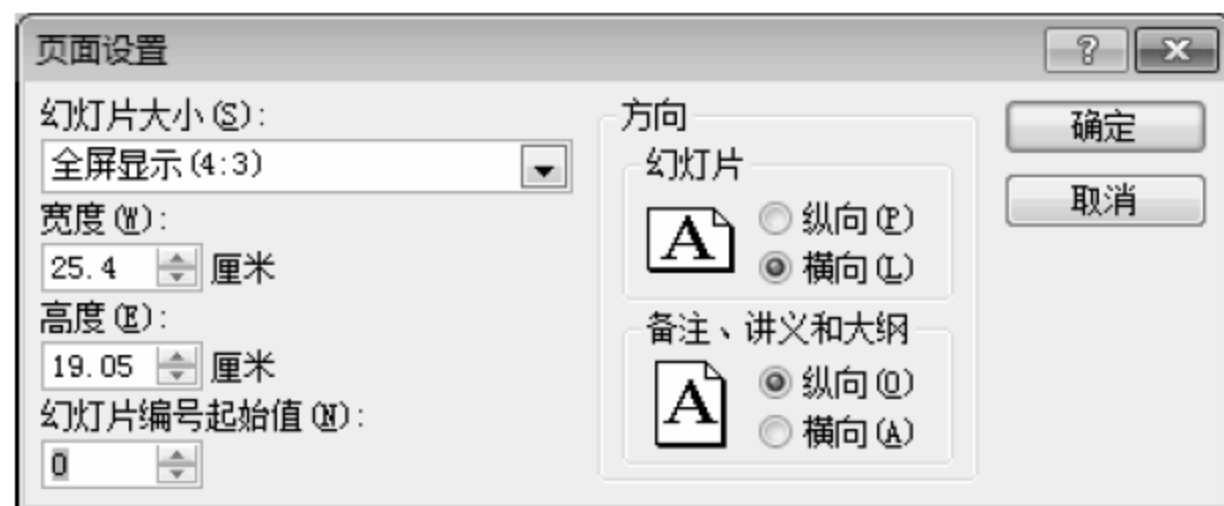 页面设置
幻灯片大小(S):
全屏显示(4:3)
宽度(W):
25.4 厘米
高度(E):
19.05 厘米
幻灯片编号起始值(N):
0
方向
幻灯片
A
纵向(P)
横向(L)
备注、讲义和大纲
A
纵向(O)
横向(A)
确定
取消